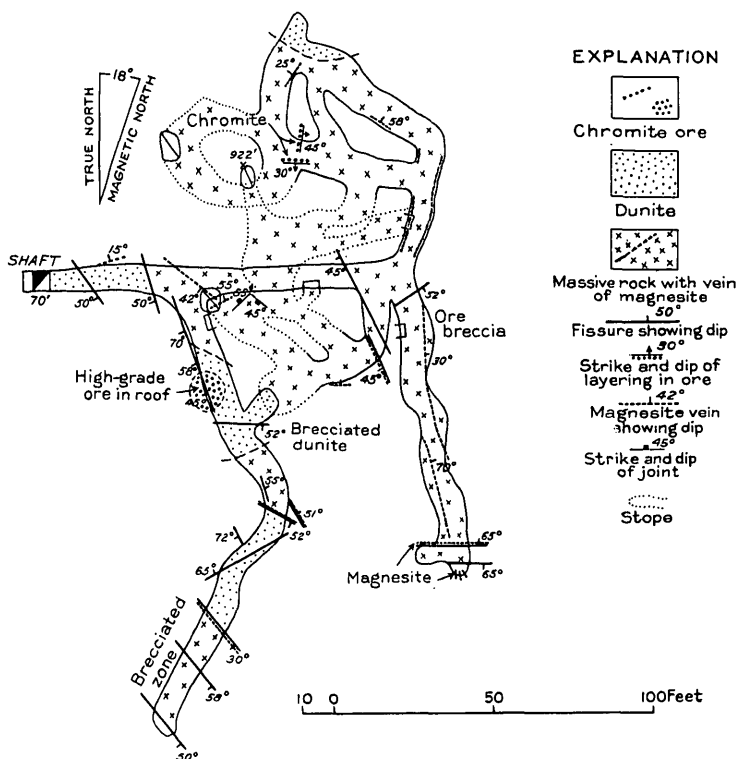 18°
TRUE NORTH
MAGNETIC NORTH
25°
58°
Chromite
45°
922'
30°
SHAFT
70'
15°
50°
50°
42°
55°
55°
45°
45°
52°
Ore
breccia
70
58°
45°
High-grade
ore in roof
45°
30°
52°
Brecciated
dunite
70°
55°
51°
72°
52°
65°
65°
Magnesite
65°
Brecciated
zone
30°
58°
50°
10 0 50 100 Feet
EXPLANATION
Chromite ore
Dunite
Massive rock with vein
of magnesite
50°
Fissure showing dip
30°
Strike and dip of
layering in ore
42°
Magnesite vein
showing dip
45°
Strike and dip
of joint
Stope